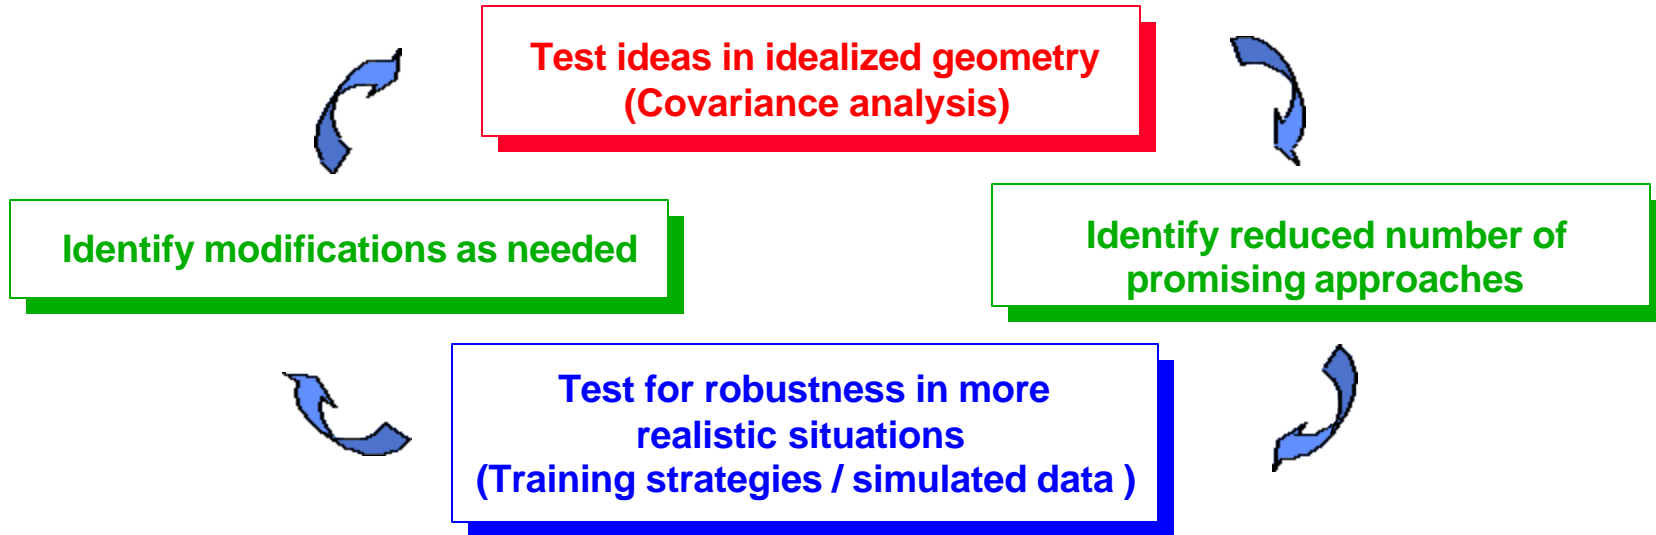 Test ideas in idealized geometry
(Covariance analysis)
Identify modifications as needed
Identify reduced number of
promising approaches
Test for robustness in more
realistic situations
(Training strategies / simulated data )